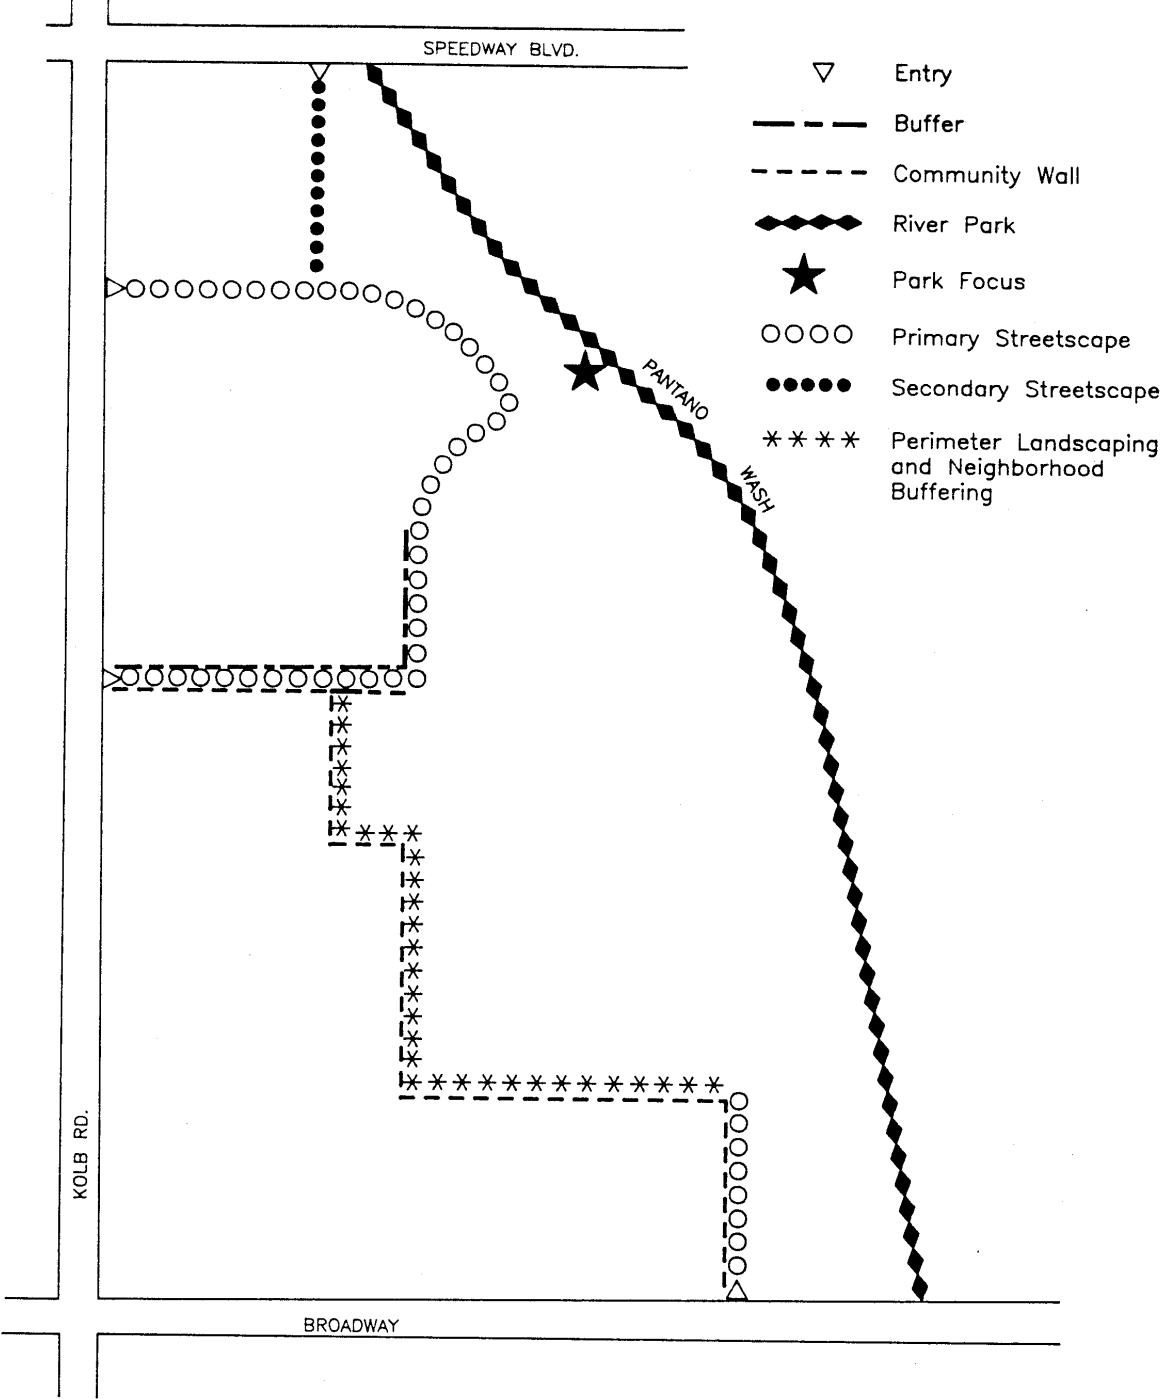 SPEEDWAY BLVD.
Entry
Buffer
Community Wall
River Park
Park Focus
Primary Streetscape
Secondary Streetscape
Perimeter Landscaping
and Neighborhood
Buffering
PANTANO
WASH
KOLB RD.
BROADWAY